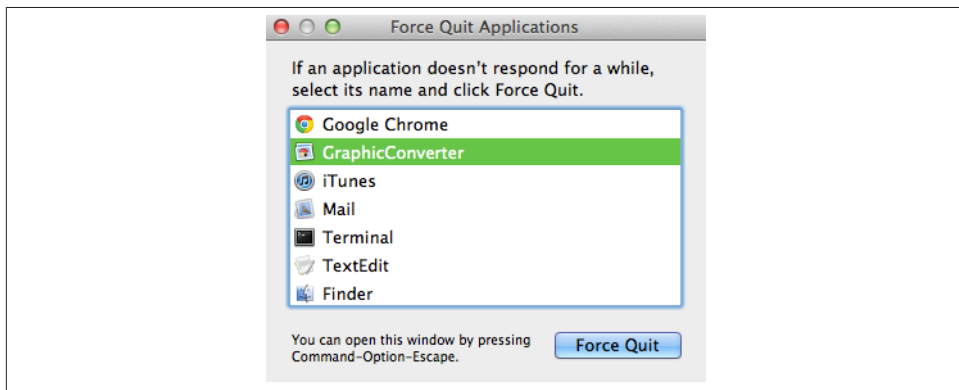 Force Quit Applications
If an application doesn't respond for a while,
select its name and click Force Quit.
Google Chrome
GraphicConverter
iTunes
Mail
Terminal
TextEdit
Finder
You can open this window by pressing
Command-Option-Escape.
Force Quit